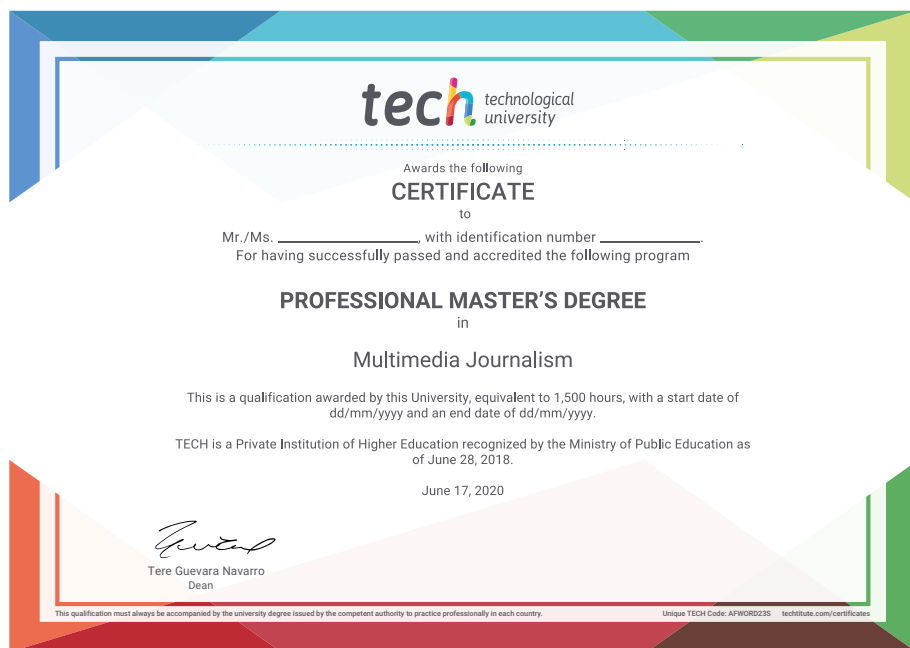 tech technological
university
Awards the following
CERTIFICATE
to
Mr./Ms. ____________________, with identification number ______________.
For having successfully passed and accredited the following program
PROFESSIONAL MASTER'S DEGREE
in
Multimedia Journalism
This is a qualification awarded by this University, equivalent to 1,500 hours, with a start date of
dd/mm/yyyy and an end date of dd/mm/yyyy.
TECH is a Private Institution of Higher Education recognized by the Ministry of Public Education as
of June 28, 2018.
June 17, 2020
Tere Guevara Navarro
Dean
This qualification must always be accompanied by the university degree issued by the competent authority to practice professionally in each country. Unique TECH Code: AFWORD23S techtitute.com/certificates